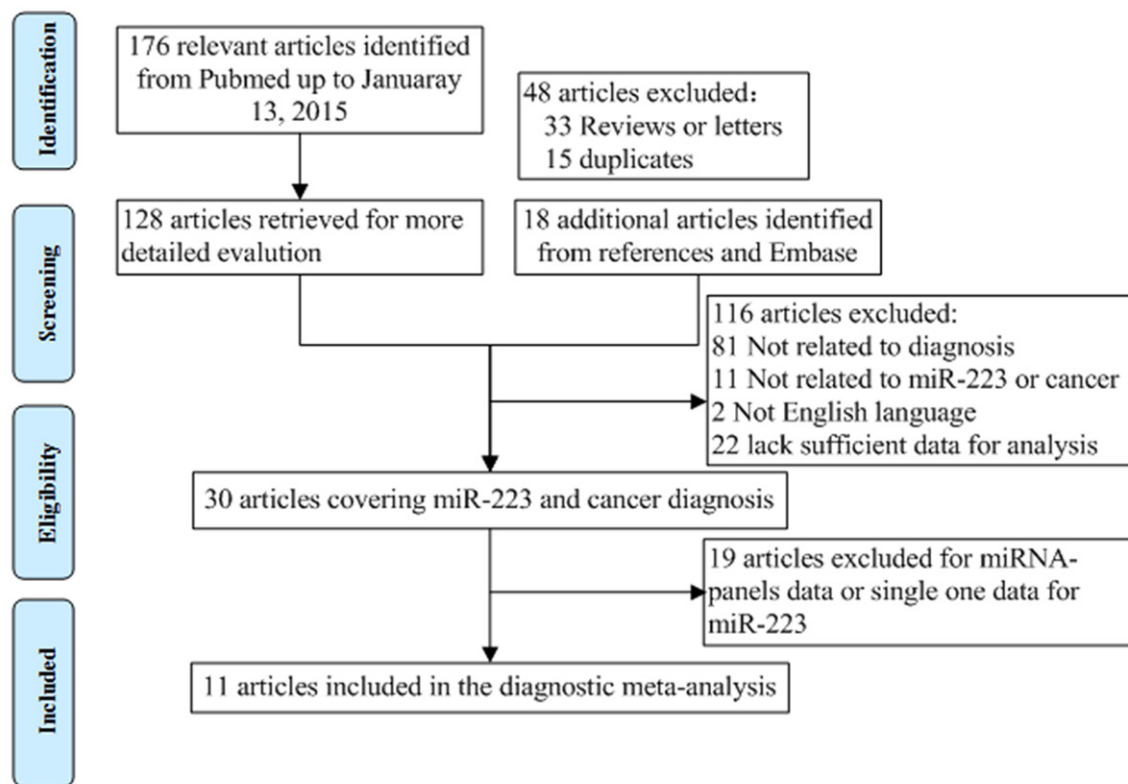 Identification
176 relevant articles identified
from Pubmed up to Januaray
13, 2015
48 articles excluded:
33 Reviews or letters
15 duplicates
Screening
128 articles retrieved for more
detailed evalution
18 additional articles identified
from references and Embase
116 articles excluded:
81 Not related to diagnosis
11 Not related to miR-223 or cancer
2 Not English language
22 lack sufficient data for analysis
Eligibility
30 articles covering miR-223 and cancer diagnosis
19 articles excluded for miRNA-
panels data or single one data for
miR-223
Included
11 articles included in the diagnostic meta-analysis